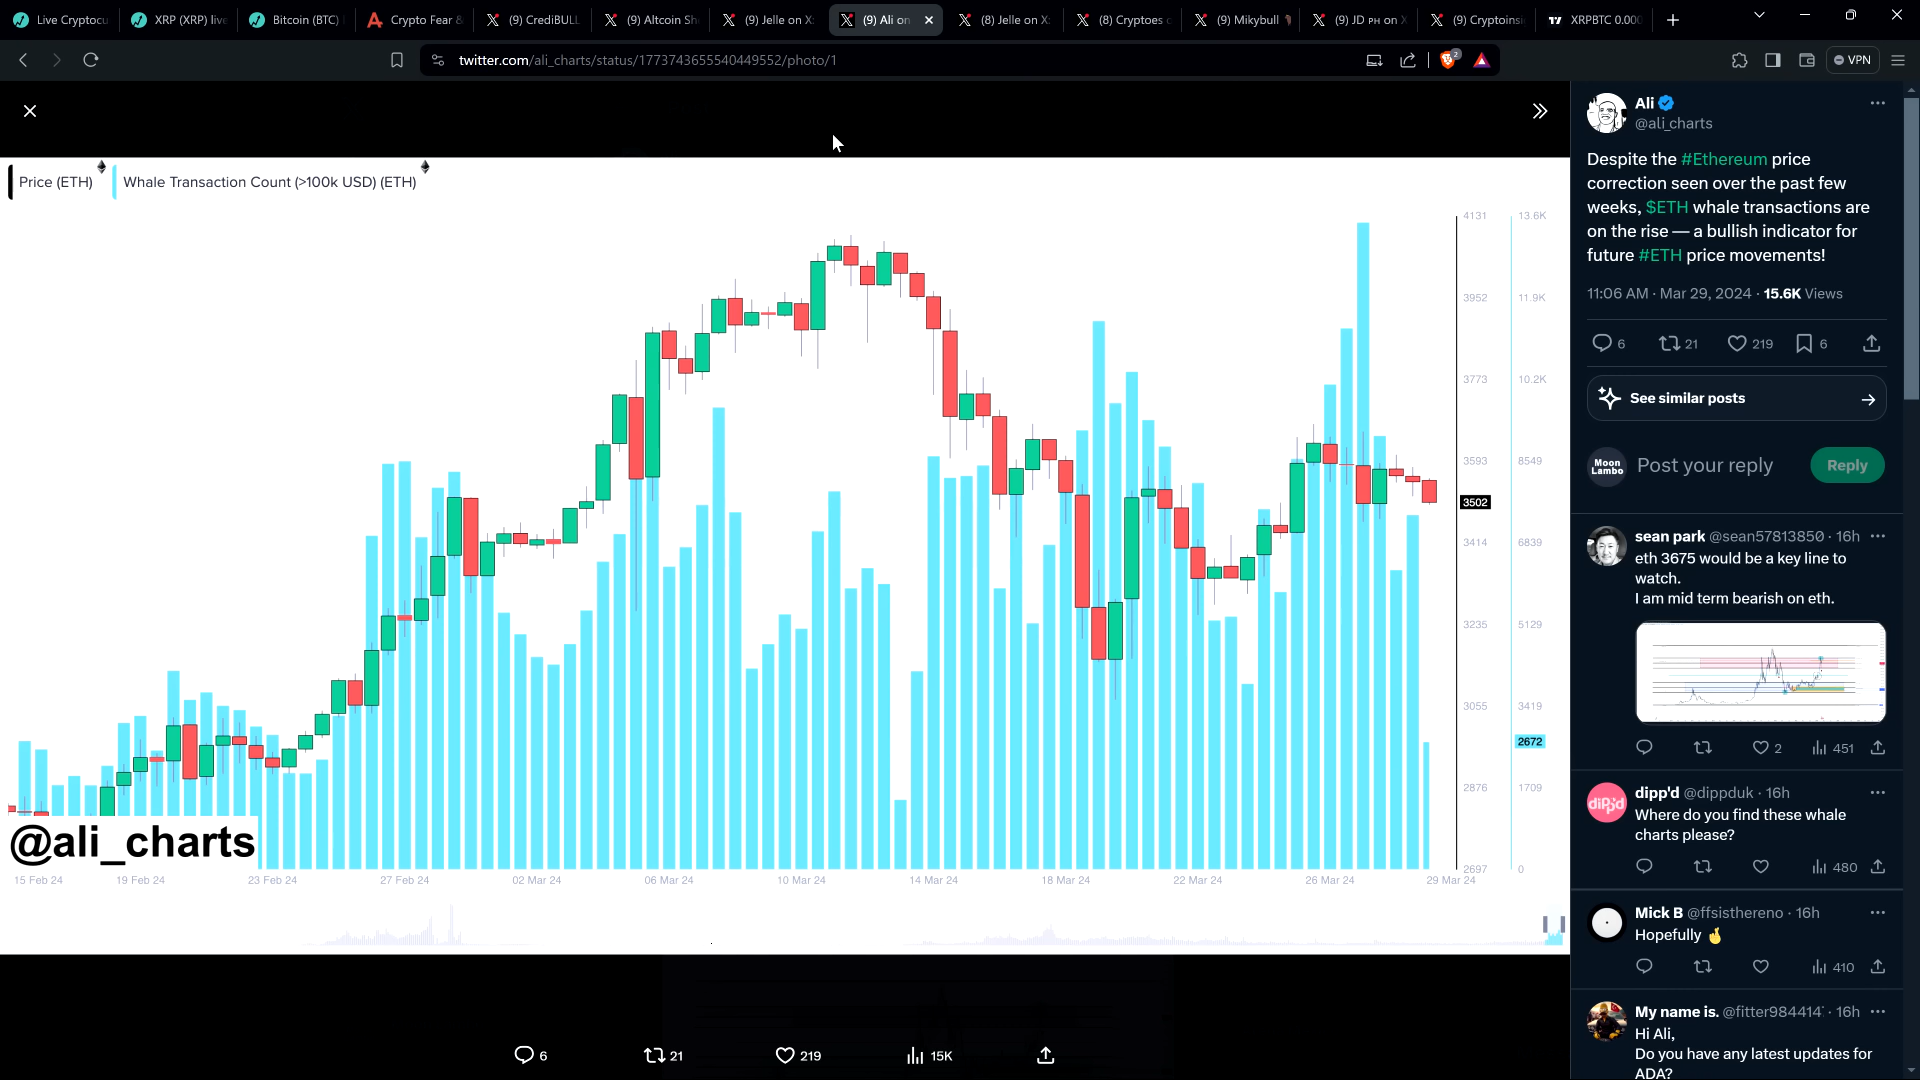 Live Cryptocu
XRP (XRP) live
Bitcoin (BTC)
Crypto Fear &
(9) CrediBULL
(9) Altcoin Sh
(9) Jelle on X:
(9) Ali on
(8) Jelle on X:
(8) Cryptoes
(9) Mikybull
(9) JD PH on X
(9) Cryptoinsi
XRPBTC 0.000
twitter.com/ali_charts/status/1773743655540449552/photo/1
2
VPN
Price (ETH)
Whale Transaction Count (>100k USD) (ETH)
4131 13.6K
3952 11.9K
3773 10.2K
3593 8549
3502
3414 6839
3235 5129
3055 3419
2672
2876 1709
2697 0
@ali_charts
15 Feb 24 19 Feb 24 23 Feb 24 27 Feb 24 02 Mar 24 06 Mar 24 10 Mar 24 14 Mar 24 18 Mar 24 22 Mar 24 26 Mar 24 29 Mar 24
6 21 219 15K
Ali
@ali_charts
Despite the #Ethereum price
correction seen over the past few
weeks, $ETH whale transactions are
on the rise — a bullish indicator for
future #ETH price movements!
11:06 AM · Mar 29, 2024 · 15.6K Views
6 21 219 6
See similar posts
Moon
Lambo
Post your reply
Reply
sean park @sean57813850 · 16h
eth 3675 would be a key line to
watch.
I am mid term bearish on eth.
2 451
dipp'd
dipp'd @dippduk · 16h
Where do you find these whale
charts please?
480
Mick B @ffsisthereno · 16h
Hopefully 🤞
410
My name is. @fitter984414 · 16h
Hi Ali,
Do you have any latest updates for
ADA?